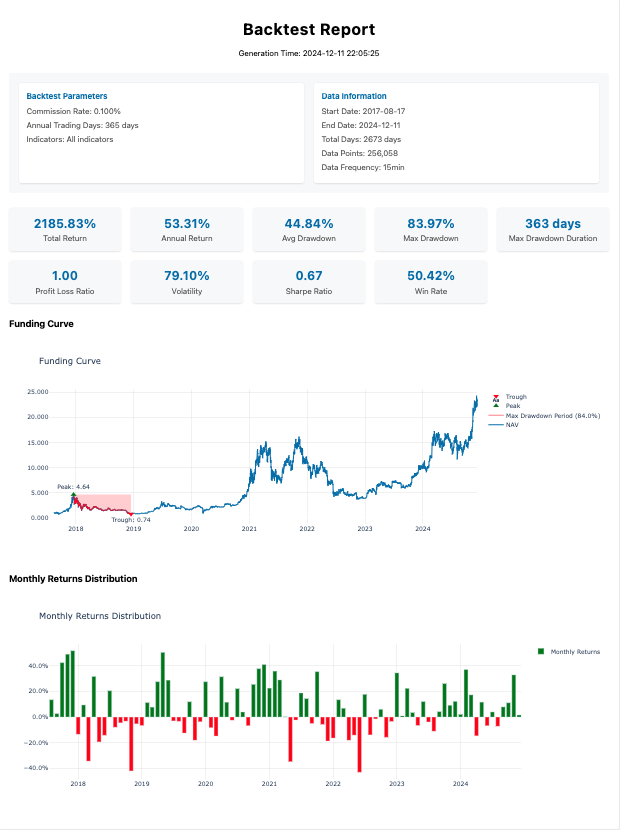 Backtest Report
Generation Time: 2024-12-11 22:05:25
Backtest Parameters
Commission Rate: 0.100%
Annual Trading Days: 365 days
Indicators: All indicators
Data Information
Start Date: 2017-08-17
End Date: 2024-12-11
Total Days: 2673 days
Data Points: 256,058
Data Frequency: 15min
2185.83%
Total Return
53.31%
Annual Return
44.84%
Avg Drawdown
83.97%
Max Drawdown
363 days
Max Drawdown Duration
1.00
Profit Loss Ratio
79.10%
Volatility
0.67
Sharpe Ratio
50.42%
Win Rate
Funding Curve
Funding Curve
25.000
20.000
15.000
10.000
5.000
0.000
Peak: 4.64
Trough: 0.74
2018 2019 2020 2021 2022 2023 2024
Aa
Trough
Peak
Max Drawdown Period (84.0%)
NAV
Monthly Returns Distribution
Monthly Returns Distribution
40.0%
20.0%
0.0%
−20.0%
−40.0%
2018 2019 2020 2021 2022 2023 2024
Monthly Returns